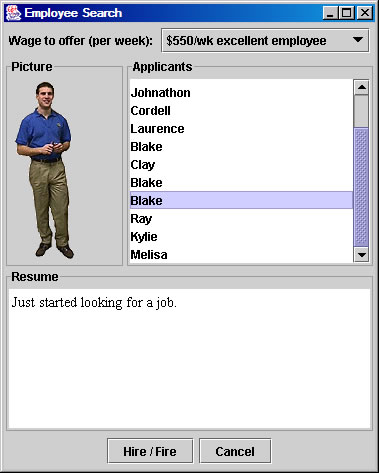 Employee Search
Wage to offer (per week): $550/wk excellent employee
Picture
Applicants
Johnathon
Cordell
Laurence
Blake
Clay
Blake
Blake
Ray
Kylie
Melisa
Resume
Just started looking for a job.
Hire / Fire Cancel